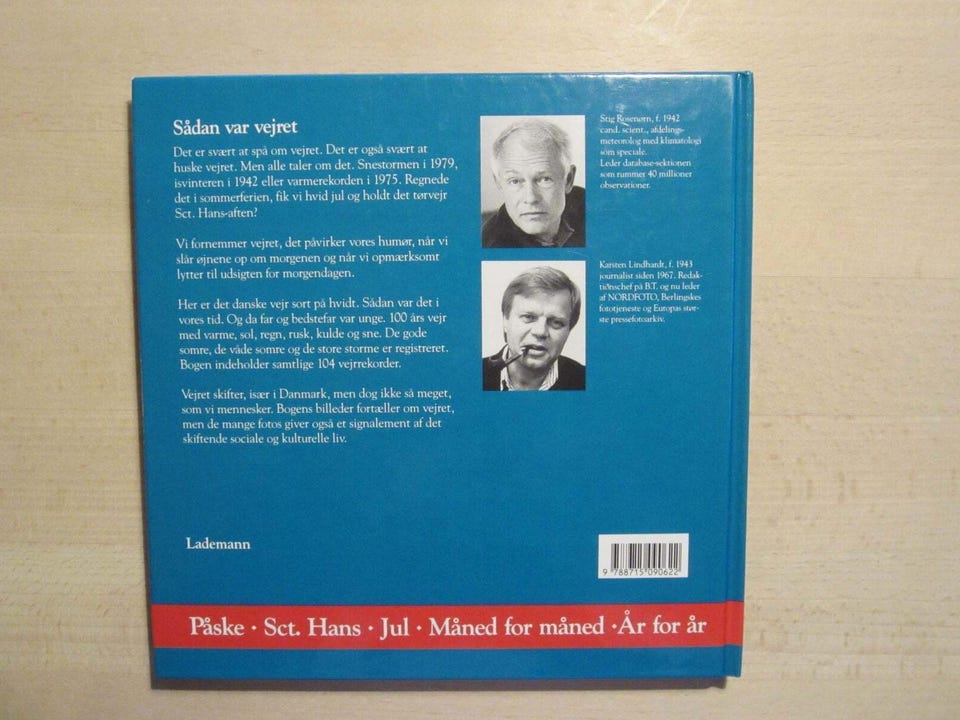 Sådan var vejret
Det er svært at spå om vejret. Det er også svært at
huske vejret. Men alle taler om det. Snestormen i 1979,
isvinteren i 1942 eller varmerekorden i 1975. Regnede
det i sommerferien, fik vi hvid jul og holdt det tørvejr
Sct. Hans-aften?
Vi fornemmer vejret, det påvirker vores humør, når vi
slår øjnene op om morgenen og når vi opmærksomt
lytter til udsigten for morgendagen.
Her er det danske vejr sort på hvidt. Sådan var det i
vores tid. Og da far og bedstefar var unge. 100 års vejr
med varme, sol, regn, rusk, kulde og sne. De gode
somre, de våde somre og de store storme er registreret.
Bogen indeholder samtlige 104 vejrrekorder.
Vejret skifter, især i Danmark, men dog ikke så meget,
som vi mennesker. Bogens billeder fortæller om vejret,
men de mange fotos giver også et signalement af det
skiftende sociale og kulturelle liv.
Stig Rosenørn, f. 1942
cand. scient., afdelings-
meteorolog med klimatologi
som speciale.
Leder database-sektionen
som rummer 40 millioner
observationer.
Karsten Lindhardt, f. 1943
journalist siden 1967. Redak-
tionschef på B.T. og nu leder
af NORDFOTO, Berlingskes
fototjeneste og Europas stør-
ste pressefotoarkiv.
Lademann
9 788715 090622
Påske · Sct. Hans · Jul · Måned for måned · År for år